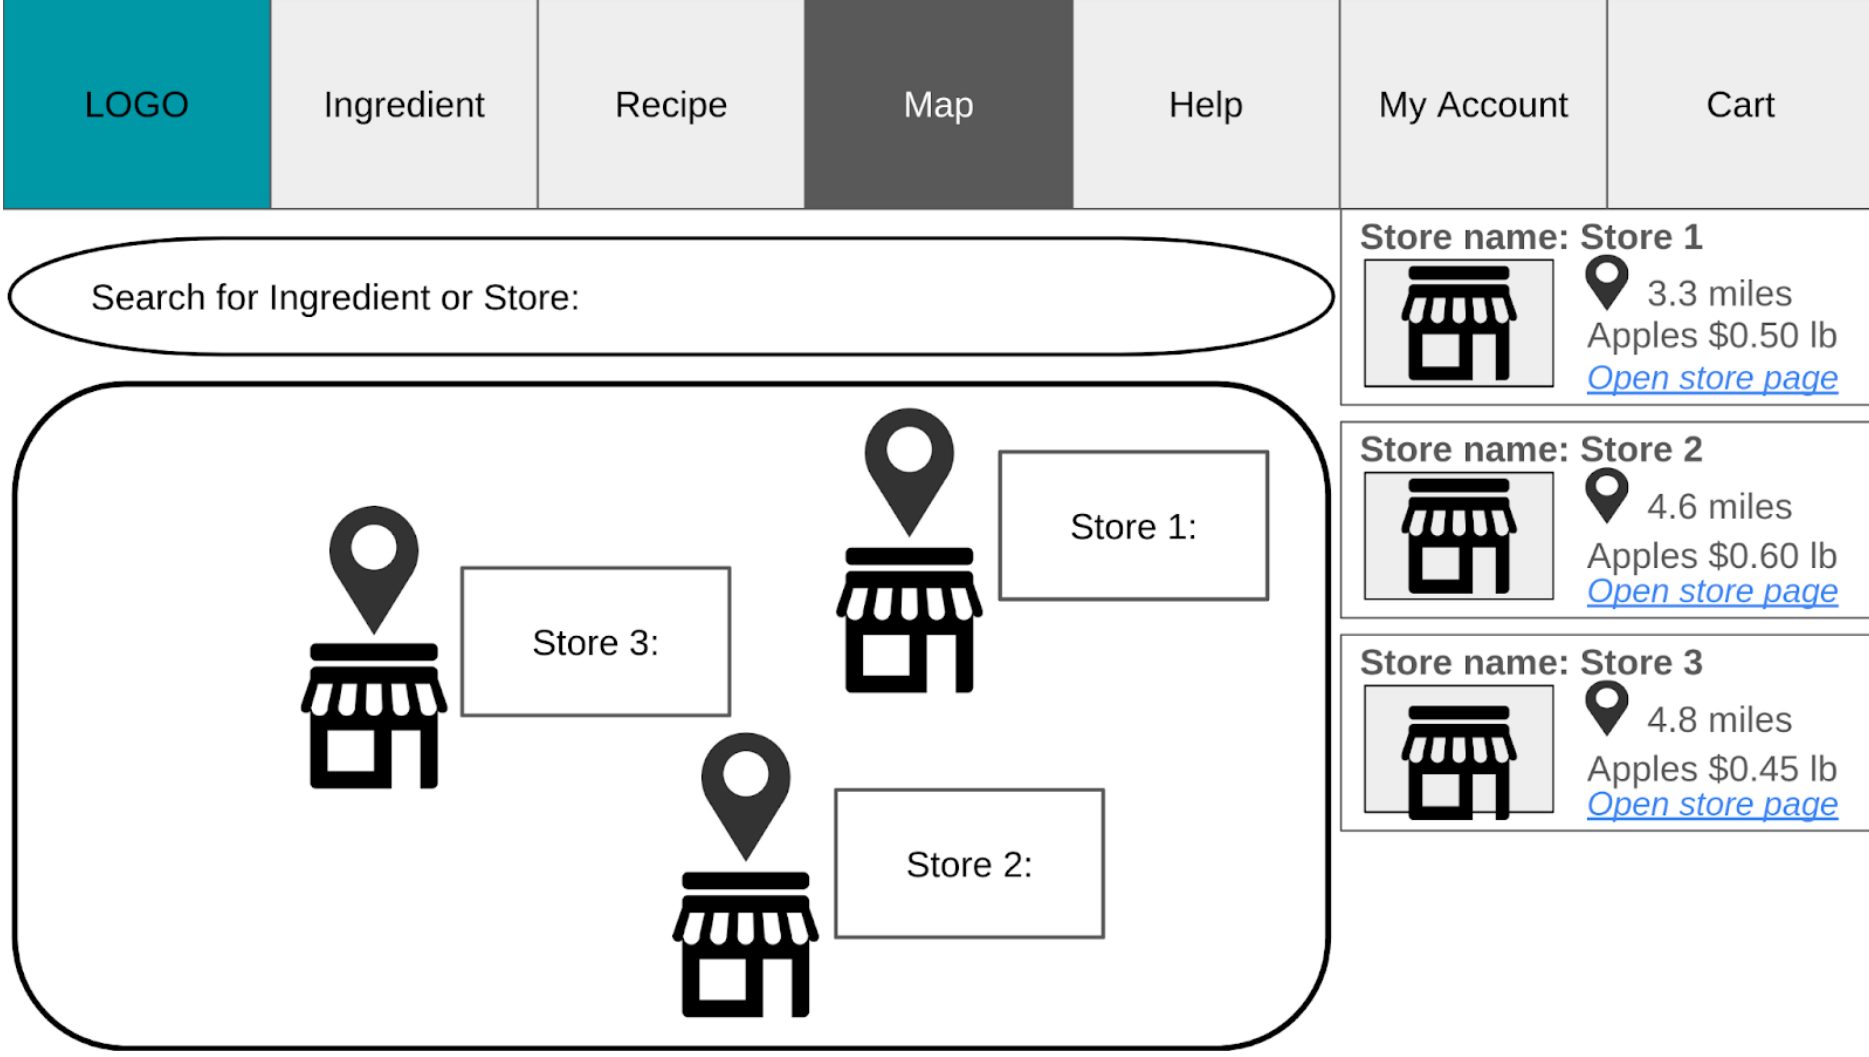 LOGO
Ingredient
Recipe
Map
Help
My Account
Cart
Search for Ingredient or Store:
Store 1:
Store 3:
Store 2:
Store name: Store 1
3.3 miles
Apples $0.50 lb
Open store page
Store name: Store 2
4.6 miles
Apples $0.60 lb
Open store page
Store name: Store 3
4.8 miles
Apples $0.45 lb
Open store page